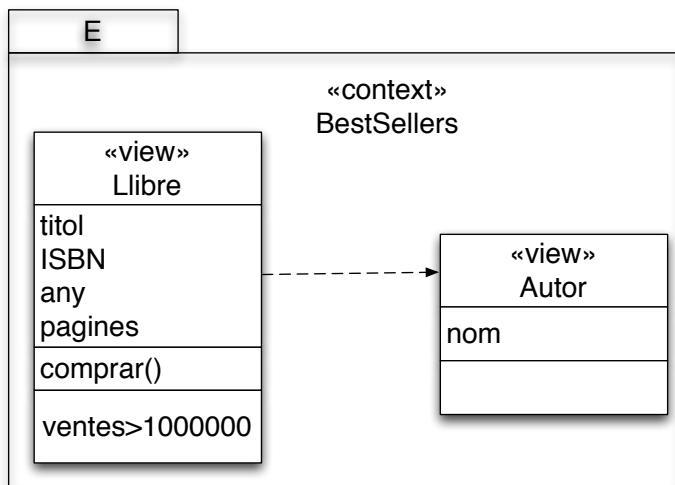 E
«context»
BestSellers
«view»
Llibre
titol
ISBN
any
pagines
comprar()
ventes>1000000
«view»
Autor
nom